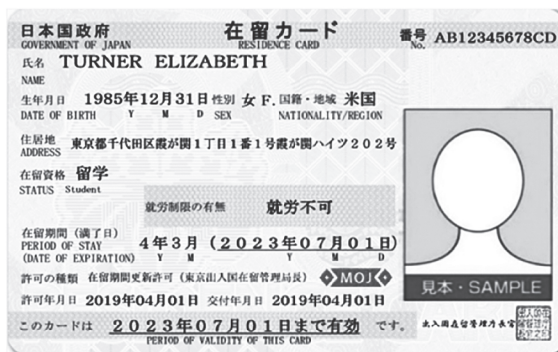 日本国政府 在留カード 番号 AB12345678CD
GOVERNMENT OF JAPAN RESIDENCE CARD No.
氏名 TURNER ELIZABETH
NAME
生年月日 1985年12月31日 性別 女 F. 国籍・地域 米国
DATE OF BIRTH Y M D SEX NATIONALITY/REGION
住居地
ADDRESS 東京都千代田区霞が関1丁目1番1号霞が関ハイツ202号
在留資格 留学
STATUS Student
就労制限の有無 就労不可
在留期間 (満了日)
PERIOD OF STAY 4年3月 (2023年07月01日)
(DATE OF EXPIRATION) Y M Y M D
許可の種類 在留期間更新許可 (東京出入国在留管理局長) MOJ
見本・SAMPLE
許可年月日 2019年04月01日 交付年月日 2019年04月01日
このカードは 2023年07月01日まで有効 です。 出入国在留管理庁長官
PERIOD OF VALIDITY OF THIS CARD